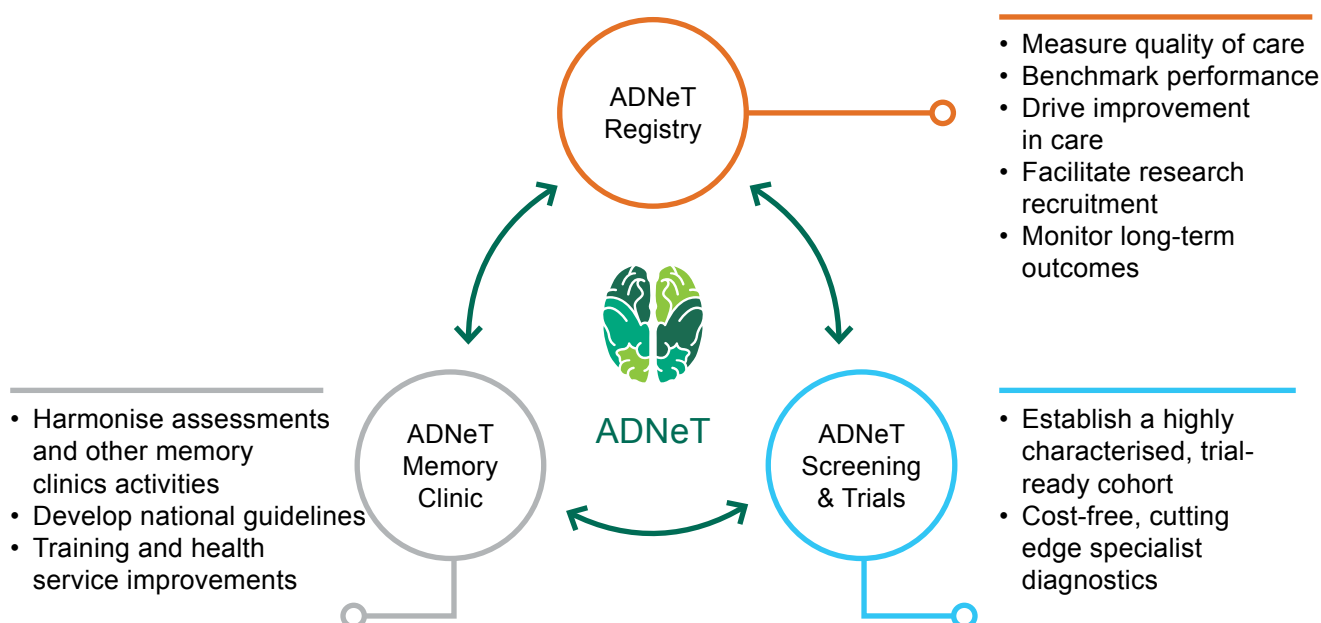 ADNeT
Registry
• Measure quality of care
• Benchmark performance
• Drive improvement
in care
• Facilitate research
recruitment
• Monitor long-term
outcomes
ADNeT
• Harmonise assessments
and other memory
clinics activities
• Develop national guidelines
• Training and health
service improvements
ADNeT
Memory
Clinic
ADNeT
Screening
& Trials
• Establish a highly
characterised, trial-
ready cohort
• Cost-free, cutting
edge specialist
diagnostics